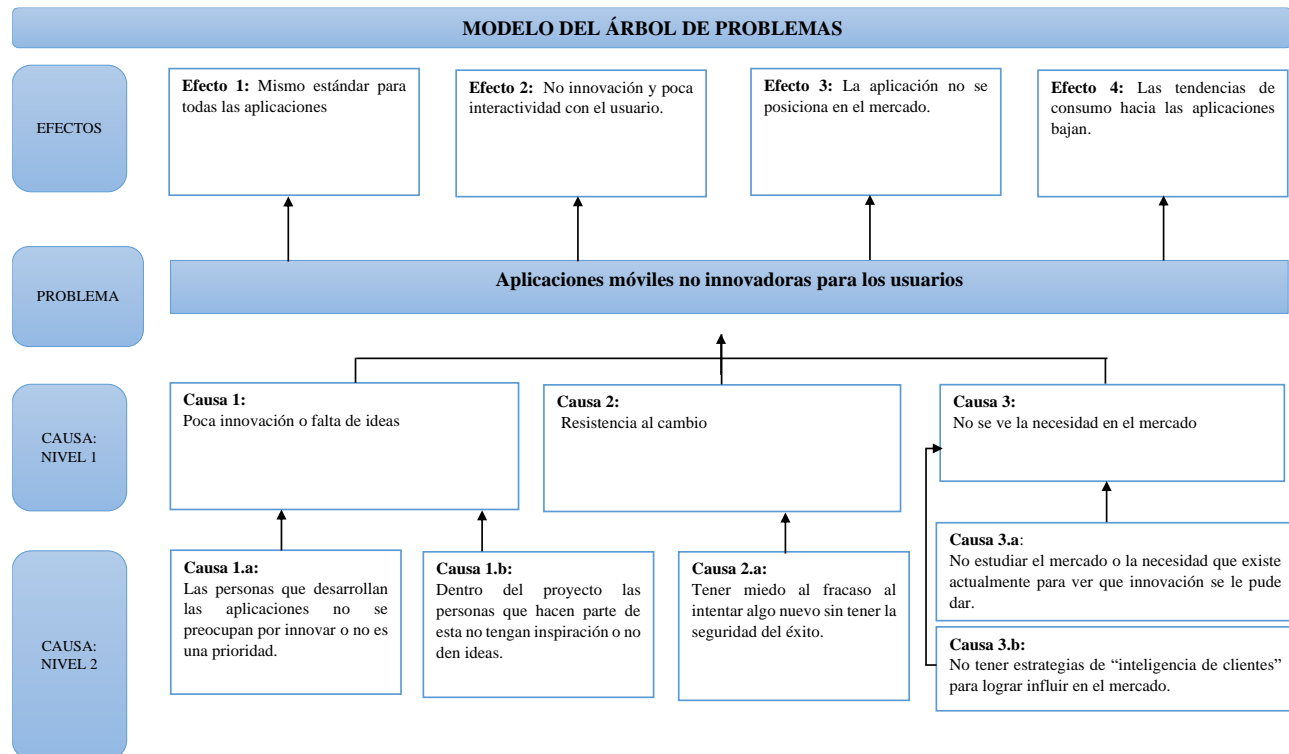 MODELO DEL ÁRBOL DE PROBLEMAS
EFECTOS
Efecto 1: Mismo estándar para
todas las aplicaciones
Efecto 2: No innovación y poca
interactividad con el usuario.
Efecto 3: La aplicación no se
posiciona en el mercado.
Efecto 4: Las tendencias de
consumo hacia las aplicaciones
bajan.
PROBLEMA
Aplicaciones móviles no innovadoras para los usuarios
CAUSA:
NIVEL 1
Causa 1:
Poca innovación o falta de ideas
Causa 2:
Resistencia al cambio
Causa 3:
No se ve la necesidad en el mercado
CAUSA:
NIVEL 2
Causa 1.a:
Las personas que desarrollan
las aplicaciones no se
preocupan por innovar o no es
una prioridad.
Causa 1.b:
Dentro del proyecto las
personas que hacen parte de
esta no tengan inspiración o no
den ideas.
Causa 2.a:
Tener miedo al fracaso al
intentar algo nuevo sin tener la
seguridad del éxito.
Causa 3.a:
No estudiar el mercado o la necesidad que existe
actualmente para ver que innovación se le pude
dar.
Causa 3.b:
No tener estrategias de “inteligencia de clientes”
para lograr influir en el mercado.